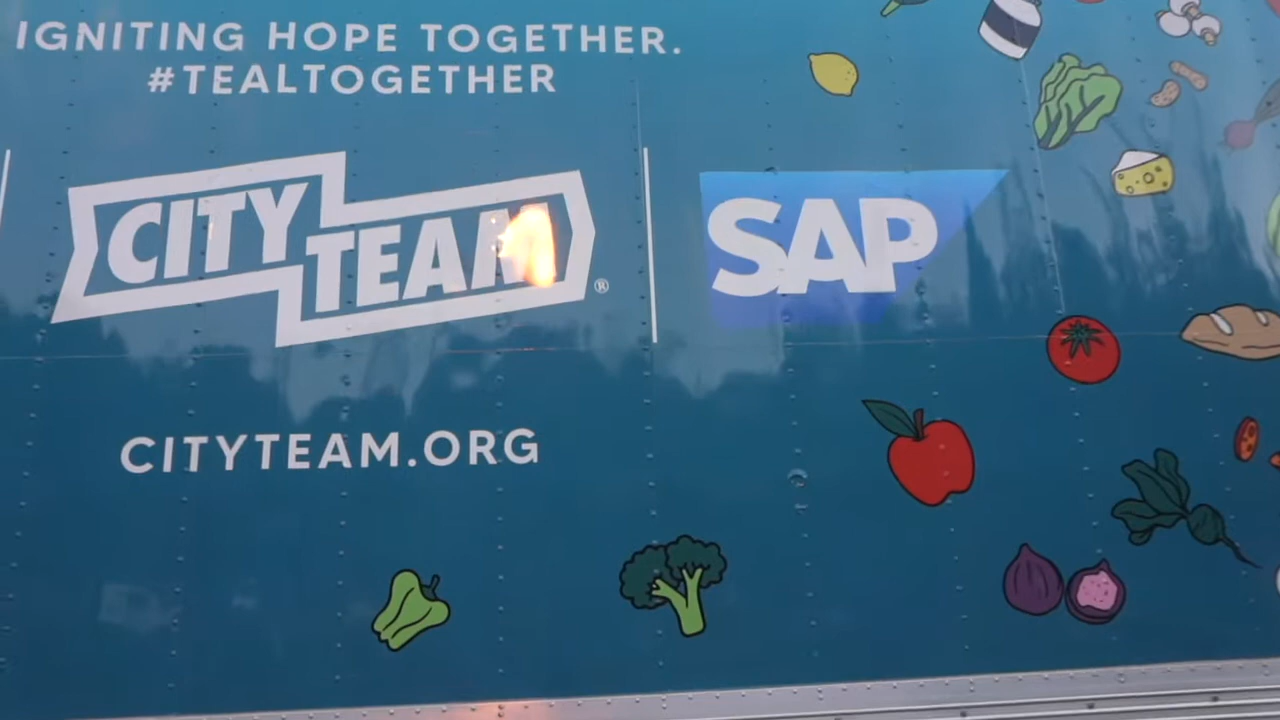 IGNITING HOPE TOGETHER.
#TEALTOGETHER
CITY
TEAM®
SAP
CITYTEAM.ORG